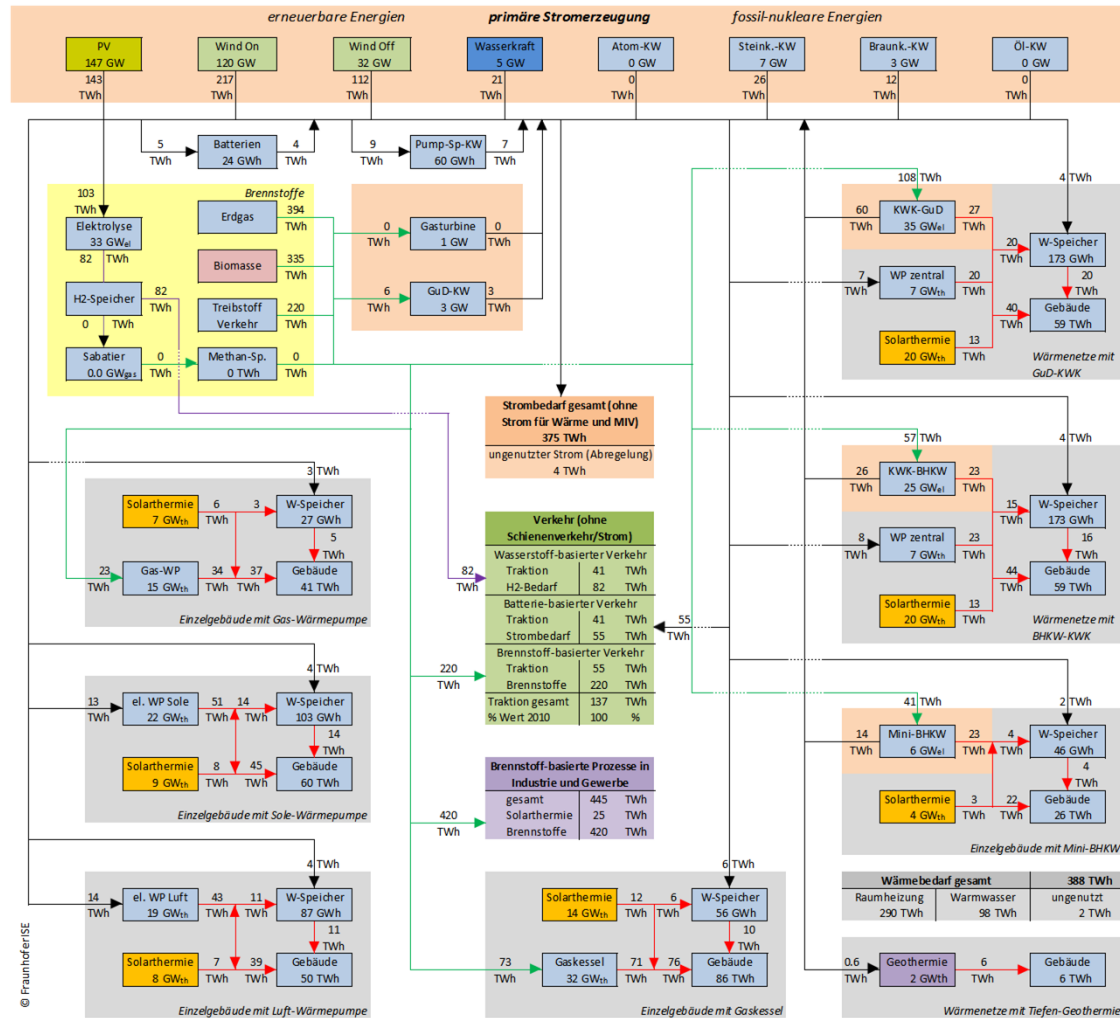 erneuerbare Energien primäre Stromerzeugung fossil-nukleare Energien
PV Wind On Wind Off Wasserkraft Atom-KW Steink.-KW Braunk.-KW Öl-KW
147 GW 120 GW 32 GW 5 GW 0 GW 7 GW 3 GW 0 GW
143 217 112 21 0 26 12 0
TWh TWh TWh TWh TWh TWh TWh TWh
5 TWh Batterien 24 GWh 4 TWh
9 TWh Pump-Sp-KW 60 GWh 7 TWh
Brennstoffe
103 TWh
Elektrolyse
33 GWel
82 TWh
H2-Speicher
82 TWh
0 TWh
Sabatier
0.0 GWgas
0 TWh
Erdgas
394 TWh
Biomasse
335 TWh
Treibstoff
Verkehr
220 TWh
Methan-Sp.
0 TWh
0 TWh
0 TWh
Gasturbine
1 GW
0 TWh
6 TWh
GuD-KW
3 GW
3 TWh
108 TWh
4 TWh
60 TWh
KWK-GuD
35 GWel
27 TWh
20 TWh
W-Speicher
173 GWh
7 TWh
WP zentral
7 GWth
20 TWh
20 TWh
40 TWh
Gebäude
59 TWh
Solarthermie
20 GWth
13 TWh
Wärmenetze mit
GuD-KWK
Strombedarf gesamt (ohne
Strom für Wärme und MIV)
375 TWh
ungenutzter Strom (Abregelung)
4 TWh
57 TWh
4 TWh
26 TWh
KWK-BHKW
25 GWel
23 TWh
15 TWh
W-Speicher
173 GWh
8 TWh
WP zentral
7 GWth
23 TWh
16 TWh
44 TWh
Gebäude
59 TWh
Solarthermie
20 GWth
13 TWh
Wärmenetze mit
BHKW-KWK
3 TWh
Solarthermie
7 GWth
6 TWh
3
W-Speicher
27 GWh
5 TWh
23 TWh
Gas-WP
15 GWth
34 TWh
37 TWh
Gebäude
41 TWh
Einzelgebäude mit Gas-Wärmepumpe
82 TWh
Verkehr (ohne
Schienenverkehr/Strom)
Wasserstoff-basierter Verkehr
Traktion 41 TWh
H2-Bedarf 82 TWh
Batterie-basierter Verkehr
Traktion 41 TWh
Strombedarf 55 TWh
Brennstoff-basierter Verkehr
Traktion 55 TWh
Brennstoffe 220 TWh
Traktion gesamt 137 TWh
% Wert 2010 100 %
55 TWh
220 TWh
4 TWh
13 TWh
el. WP Sole
22 GWth
51 TWh
14 TWh
W-Speicher
103 GWh
14 TWh
Solarthermie
9 GWth
8 TWh
45 TWh
Gebäude
60 TWh
Einzelgebäude mit Sole-Wärmepumpe
41 TWh
2 TWh
14 TWh
Mini-BHKW
6 GWel
23 TWh
4 TWh
W-Speicher
46 GWh
4 TWh
Solarthermie
4 GWth
3 TWh
22 TWh
Gebäude
26 TWh
Einzelgebäude mit Mini-BHKW
Brennstoff-basierte Prozesse in
Industrie und Gewerbe
gesamt 445 TWh
Solarthermie 25 TWh
Brennstoffe 420 TWh
420 TWh
4 TWh
14 TWh
el. WP Luft
19 GWth
43 TWh
11 TWh
W-Speicher
87 GWh
11 TWh
Solarthermie
8 GWth
7 TWh
39 TWh
Gebäude
50 TWh
Einzelgebäude mit Luft-Wärmepumpe
6 TWh
Solarthermie
14 GWth
12 TWh
6 TWh
W-Speicher
56 GWh
10 TWh
73 TWh
Gaskessel
32 GWth
71 TWh
76 TWh
Gebäude
86 TWh
Einzelgebäude mit Gaskessel
Wärmebedarf gesamt 388 TWh
Raumheizung Warmwasser ungenutzt
290 TWh 98 TWh 2 TWh
0.6 TWh
Geothermie
2 GWth
6 TWh
Gebäude
6 TWh
Wärmenetze mit Tiefen-Geothermie
© Fraunhofer ISE